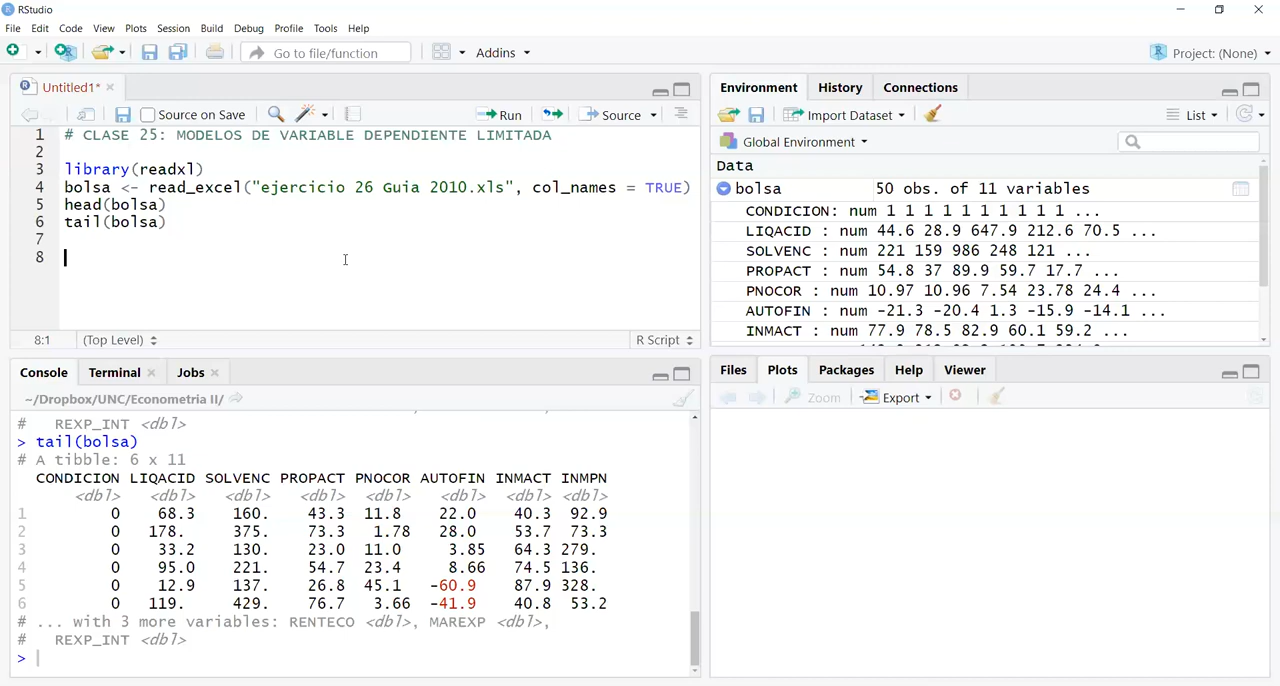 RStudio
File Edit Code View Plots Session Build Debug Profile Tools Help
Go to file/function Addins Project: (None)
Untitled1*
Source on Save Run Source
1 # CLASE 25: MODELOS DE VARIABLE DEPENDIENTE LIMITADA
2
3 library(readxl)
4 bolsa <- read_excel("ejercicio 26 Guia 2010.xls", col_names = TRUE)
5 head(bolsa)
6 tail(bolsa)
7
8
8:1 (Top Level) R Script
Console Terminal Jobs
~/Dropbox/UNC/Econometria II/
# REXP_INT <dbl>
> tail(bolsa)
# A tibble: 6 x 11
CONDICION LIQACID SOLVENC PROPACT PNOCOR AUTOFIN INMACT INMPN
<dbl> <dbl> <dbl> <dbl> <dbl> <dbl> <dbl> <dbl>
1 0 68.3 160. 43.3 11.8 22.0 40.3 92.9
2 0 178. 375. 73.3 1.78 28.0 53.7 73.3
3 0 33.2 130. 23.0 11.0 3.85 64.3 279.
4 0 95.0 221. 54.7 23.4 8.66 74.5 136.
5 0 12.9 137. 26.8 45.1 -60.9 87.9 328.
6 0 119. 429. 76.7 3.66 -41.9 40.8 53.2
# ... with 3 more variables: RENTECO <dbl>, MAREXP <dbl>,
# REXP_INT <dbl>
>
Environment History Connections
Import Dataset List
Global Environment
Data
bolsa 50 obs. of 11 variables
CONDICION: num 1 1 1 1 1 1 1 1 1 1 ...
LIQACID : num 44.6 28.9 647.9 212.6 70.5 ...
SOLVENC : num 221 159 986 248 121 ...
PROPACT : num 54.8 37 89.9 59.7 17.7 ...
PNOCOR : num 10.97 10.96 7.54 23.78 24.4 ...
AUTOFIN : num -21.3 -20.4 1.3 -15.9 -14.1 ...
INMACT : num 77.9 78.5 82.9 60.1 59.2 ...
Files Plots Packages Help Viewer
Zoom Export